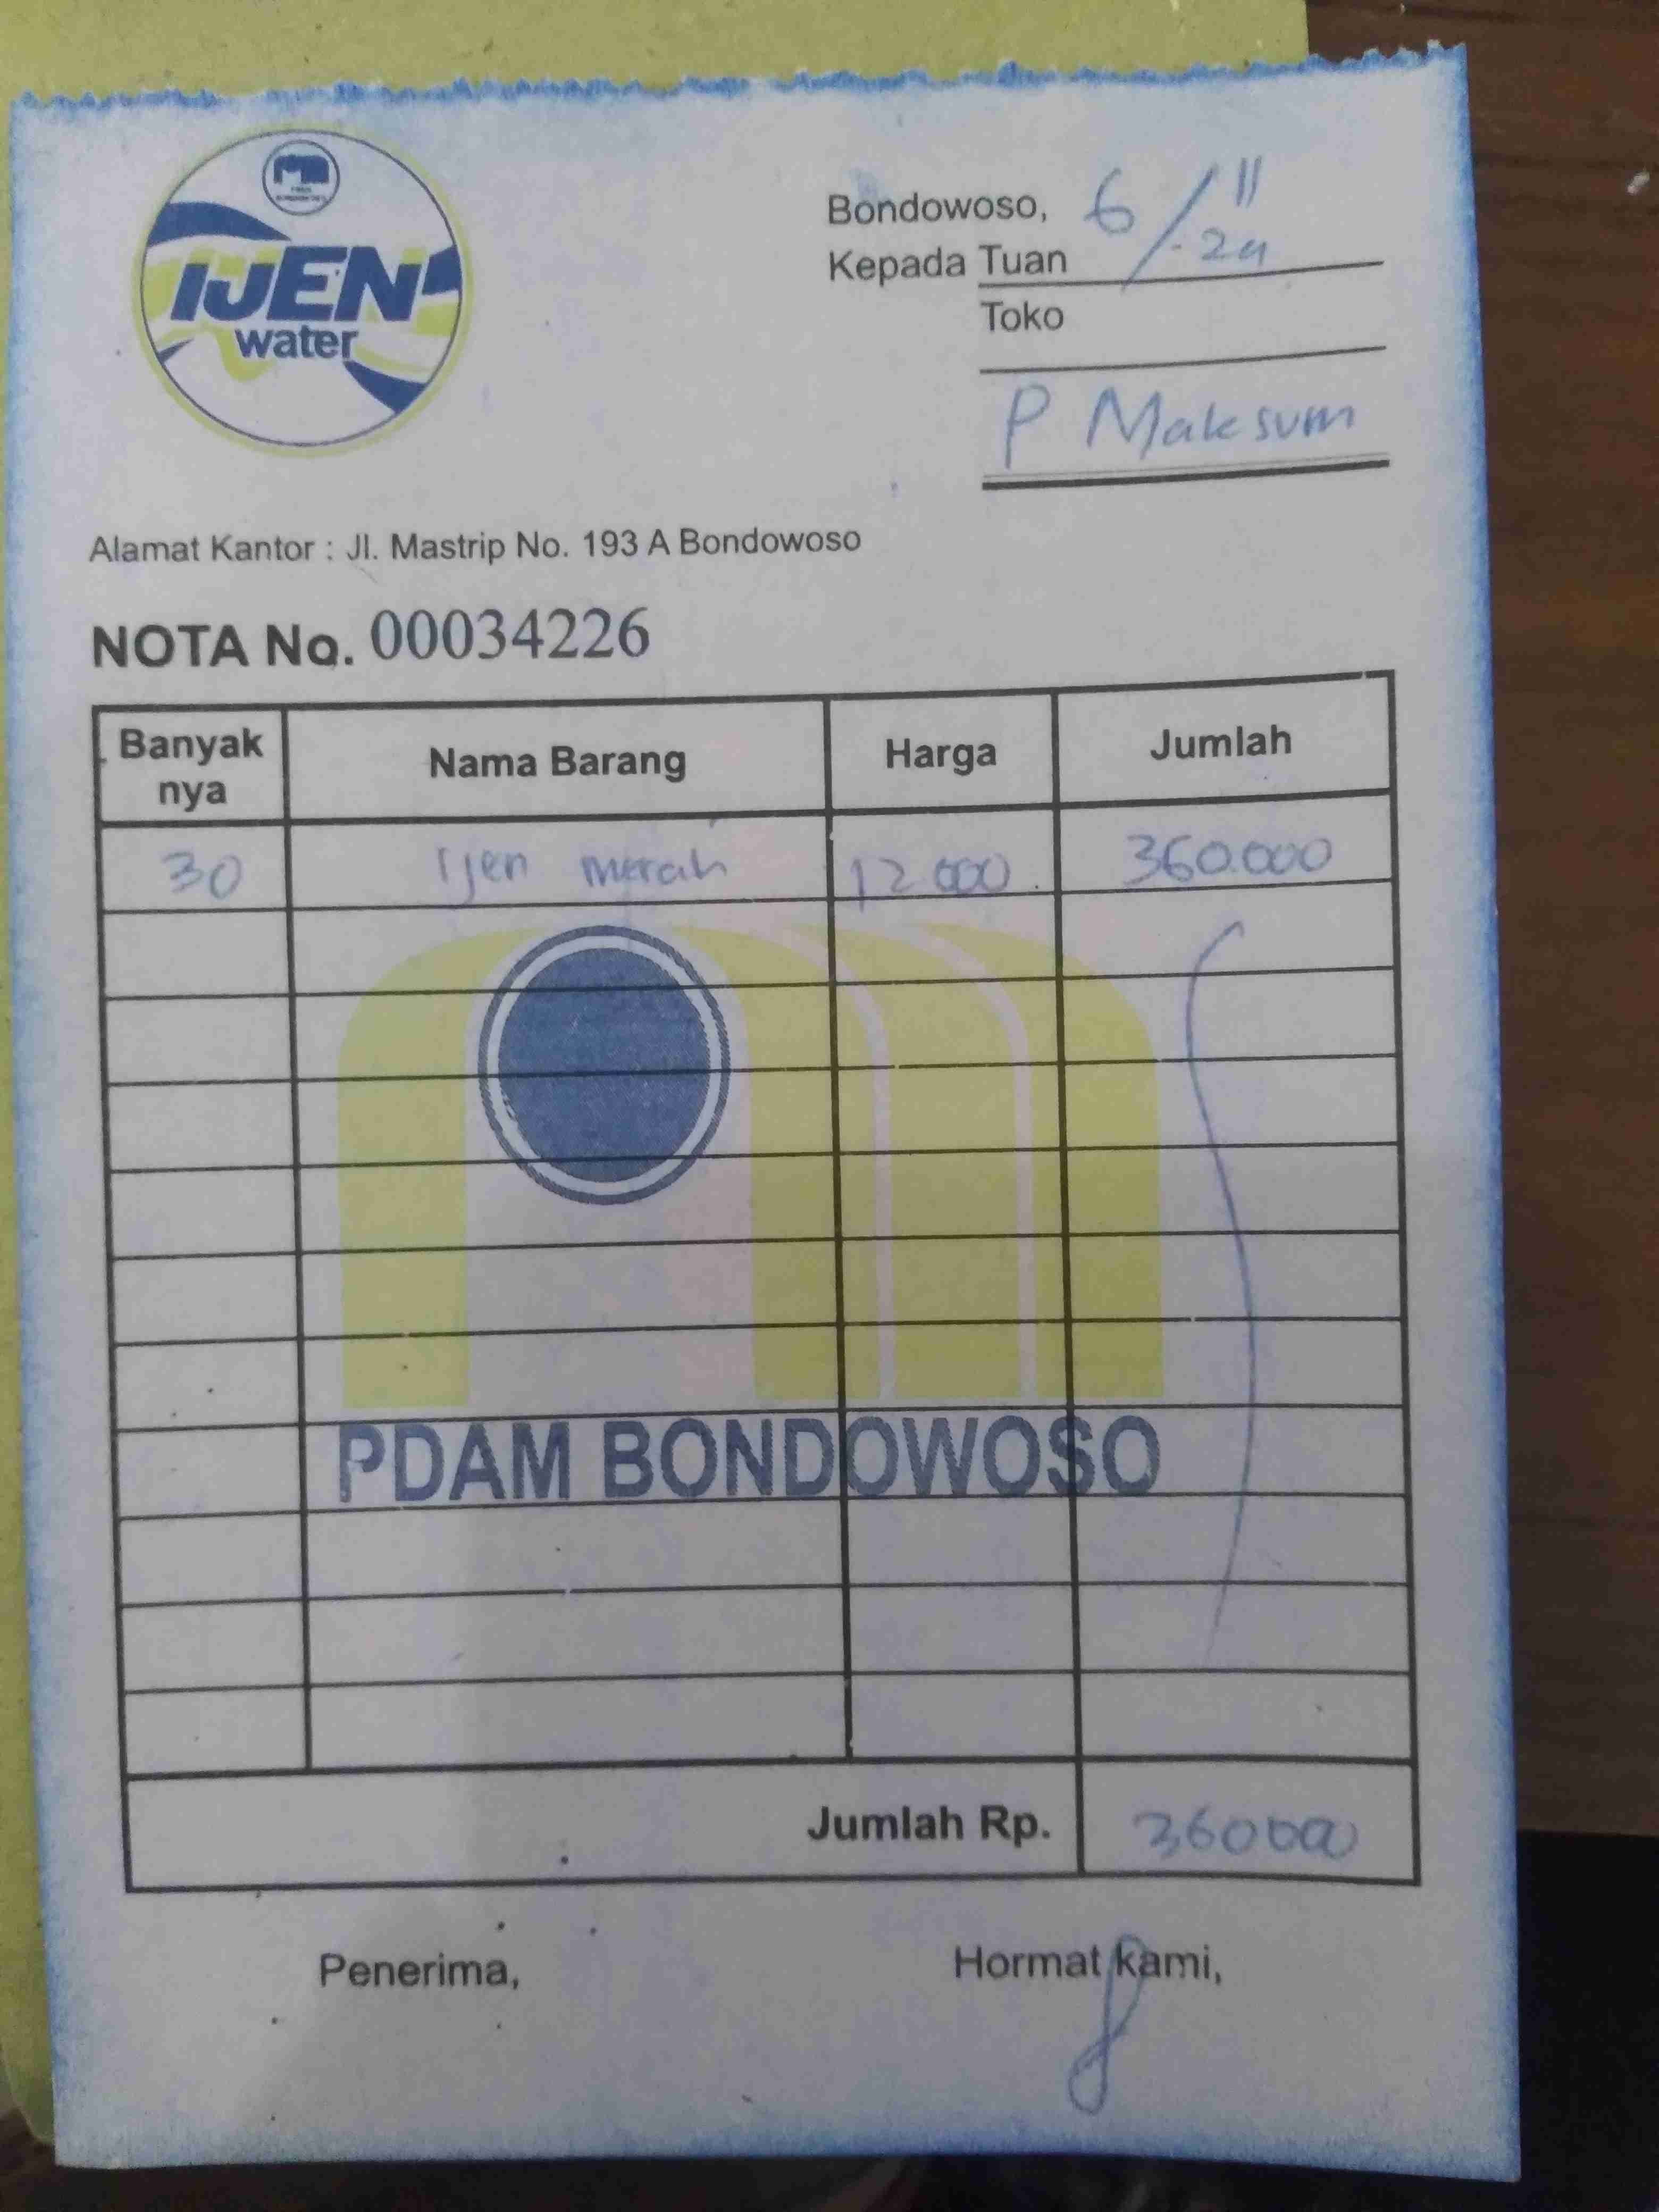 IJEN
water
Bondowoso, 6/11-24
Kepada Tuan
Toko
P Maksum
Alamat Kantor : Jl. Mastrip No. 193 A Bondowoso
NOTA No. 00034226
Banyak nya Nama Barang Harga Jumlah
30 Ijen merah 12.000 360.000
PDAM BONDOWOSO
Jumlah Rp. 360000
Penerima, Hormat kami,